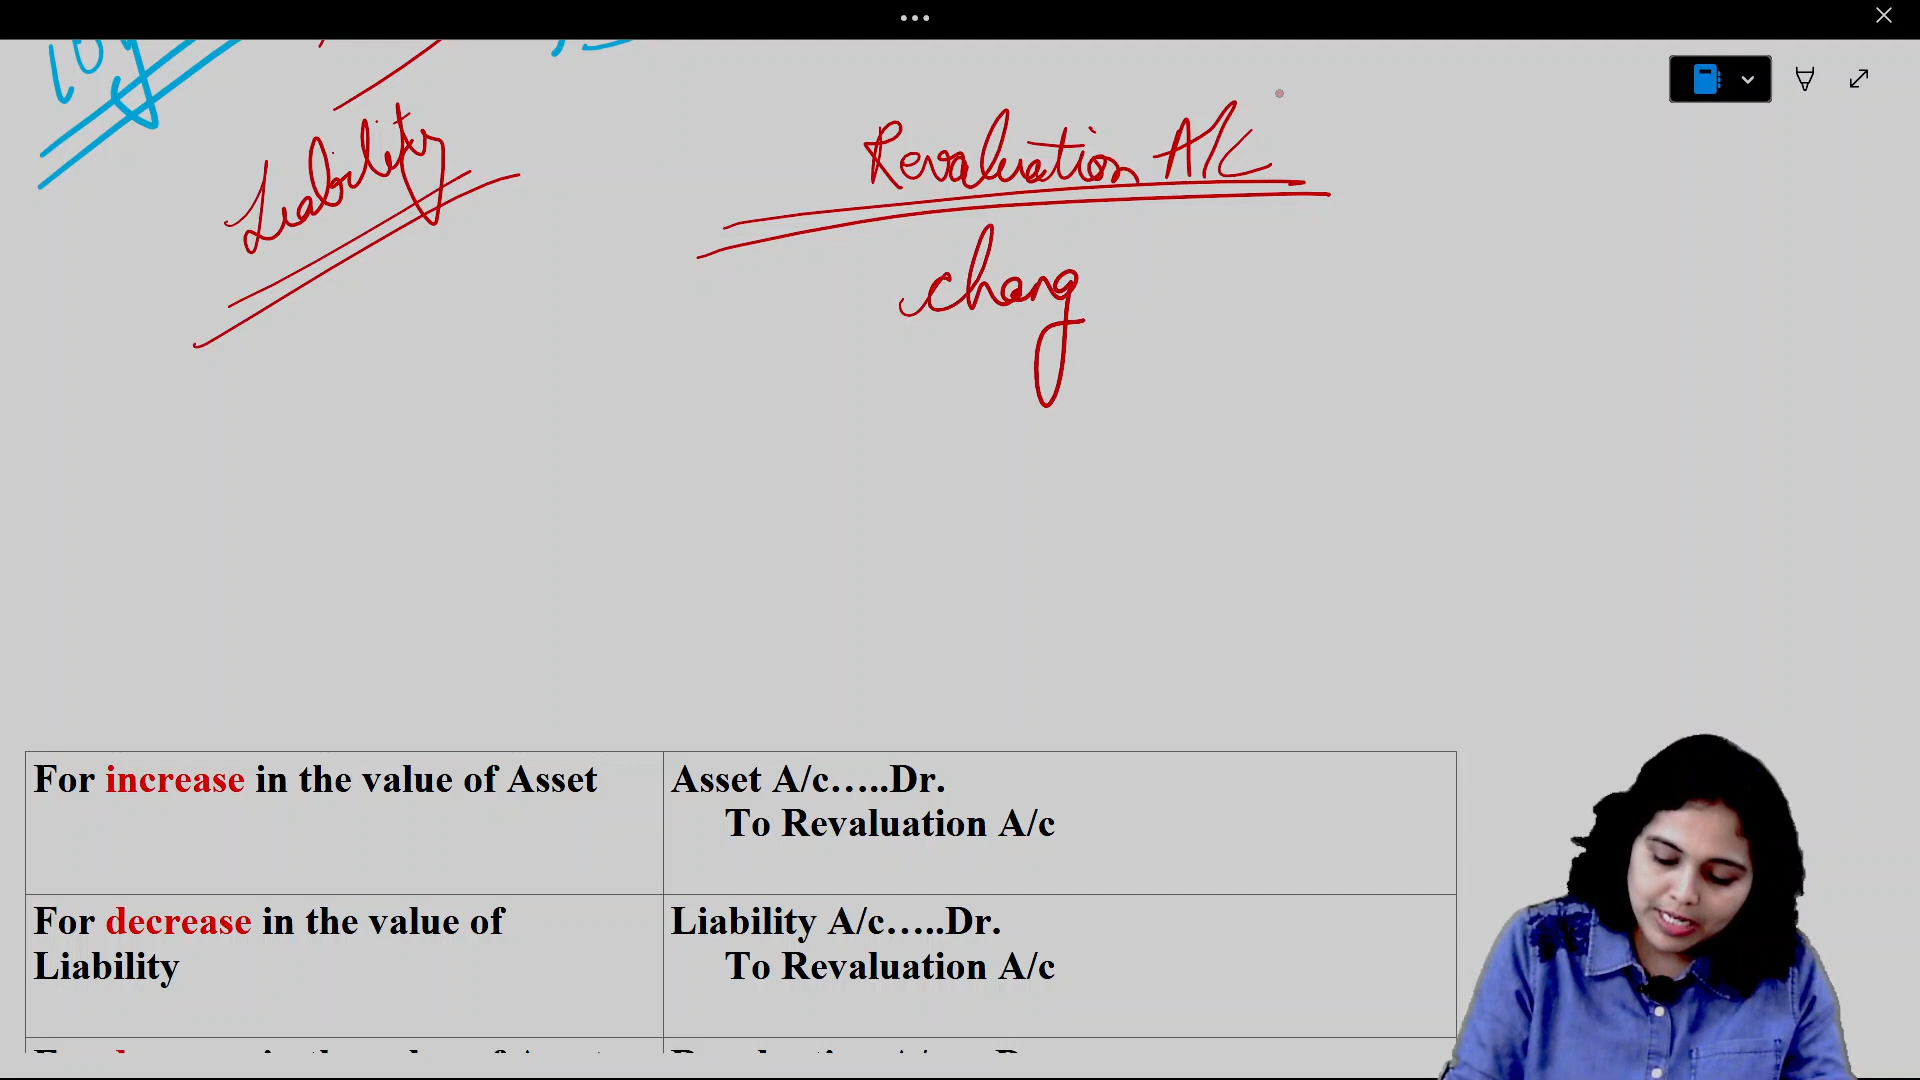 Liability
Revaluation A/C
chang
For increase in the value of Asset
Asset A/c…..Dr.
To Revaluation A/c
For decrease in the value of
Liability
Liability A/c…..Dr.
To Revaluation A/c